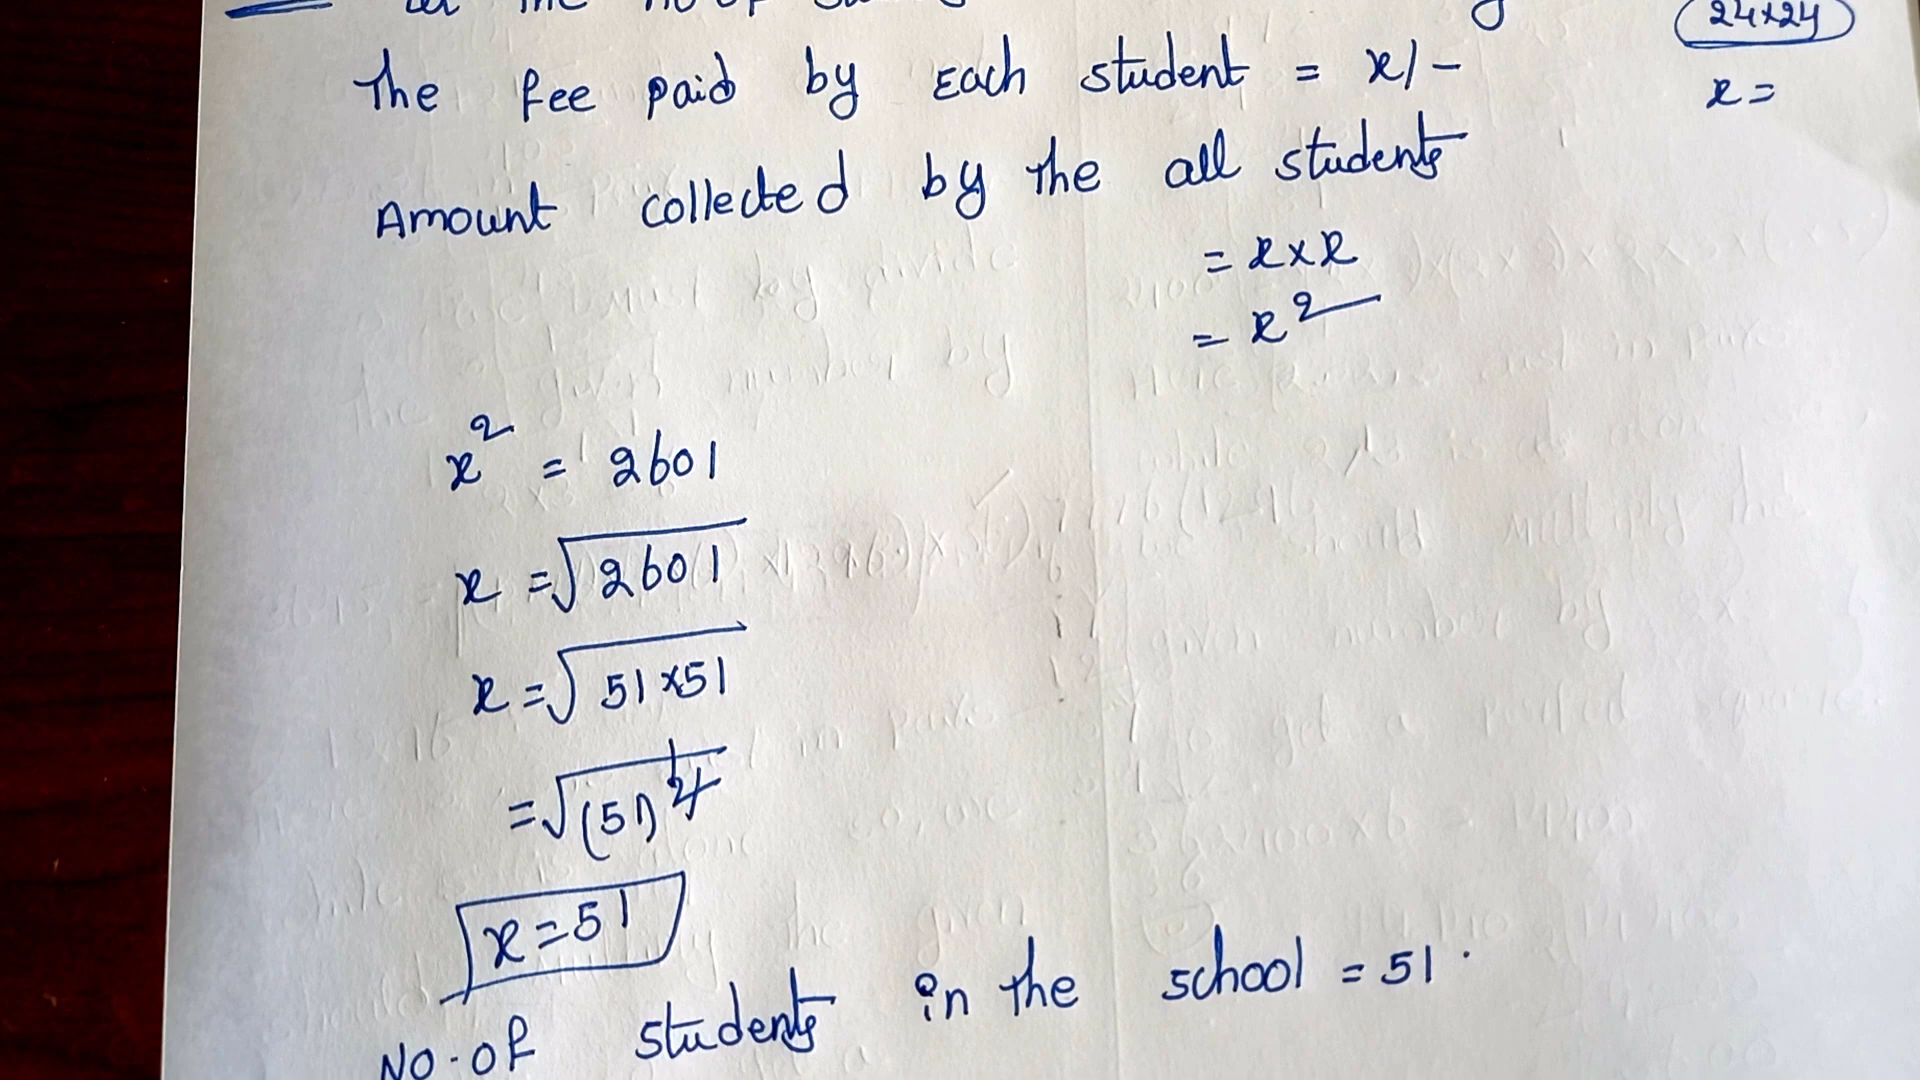 24×24
The fee paid by Each student = x/-
x=
Amount collected by the all students
= x×x
= x²
x² = 2601
x = √2601
x = √51×51
= √(51)²
x=51
No. of students in the school = 51.